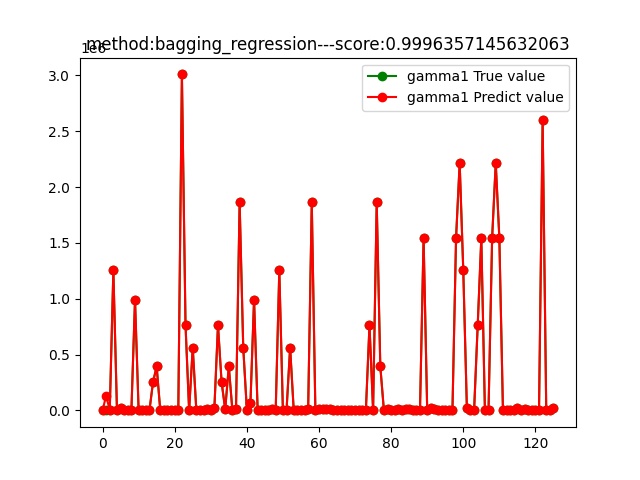 method:bagging_regression---score:0.9996357145632063
1e6
gamma1 True value
gamma1 Predict value
3.0
2.5
2.0
1.5
1.0
0.5
0.0
0 20 40 60 80 100 120